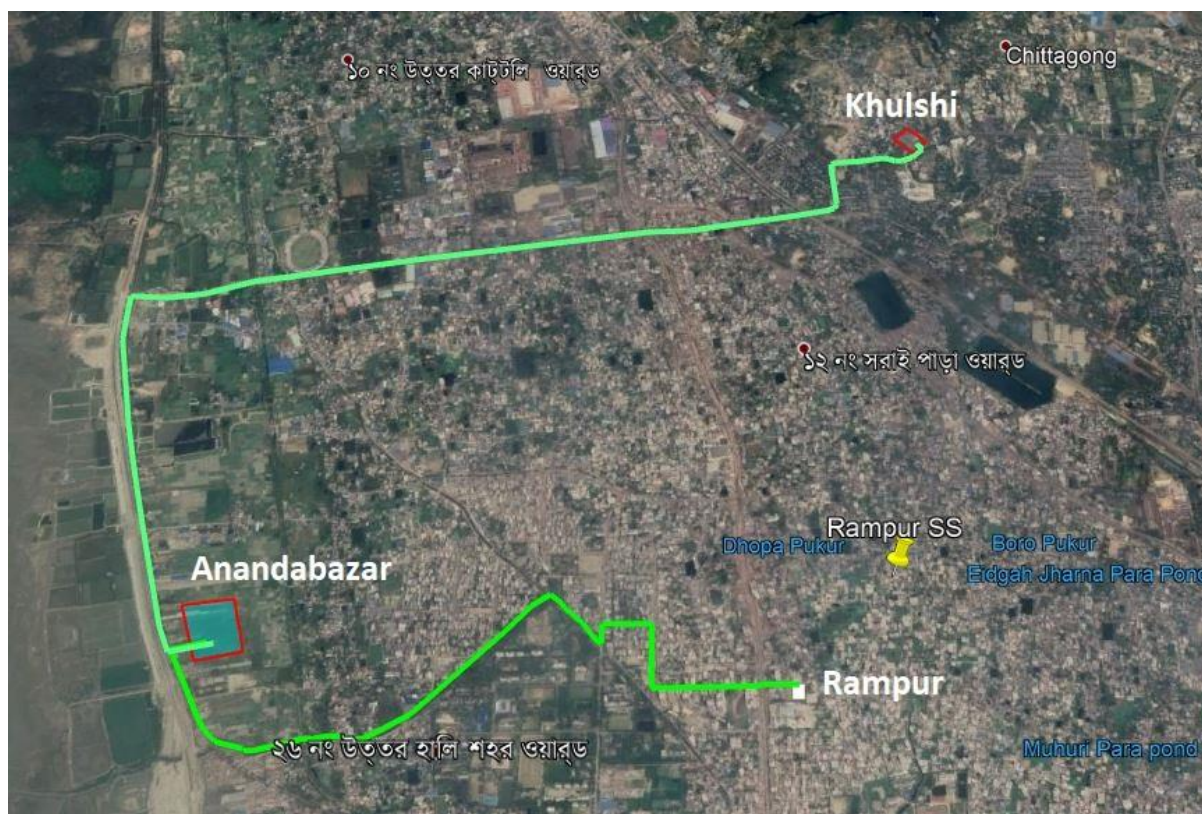 ১০ নং উত্তর কাট্টলি ওয়ার্ড
Chittagong
Khulshi
১২ নং সরাই পাড়া ওয়ার্ড
Rampur SS
Dhopa Pukur
Boro Pukur
Eidgah Jharna Para Pond
Anandabazar
Rampur
২৬ নং উত্তর হালি শহর ওয়ার্ড
Muhuri Para pond